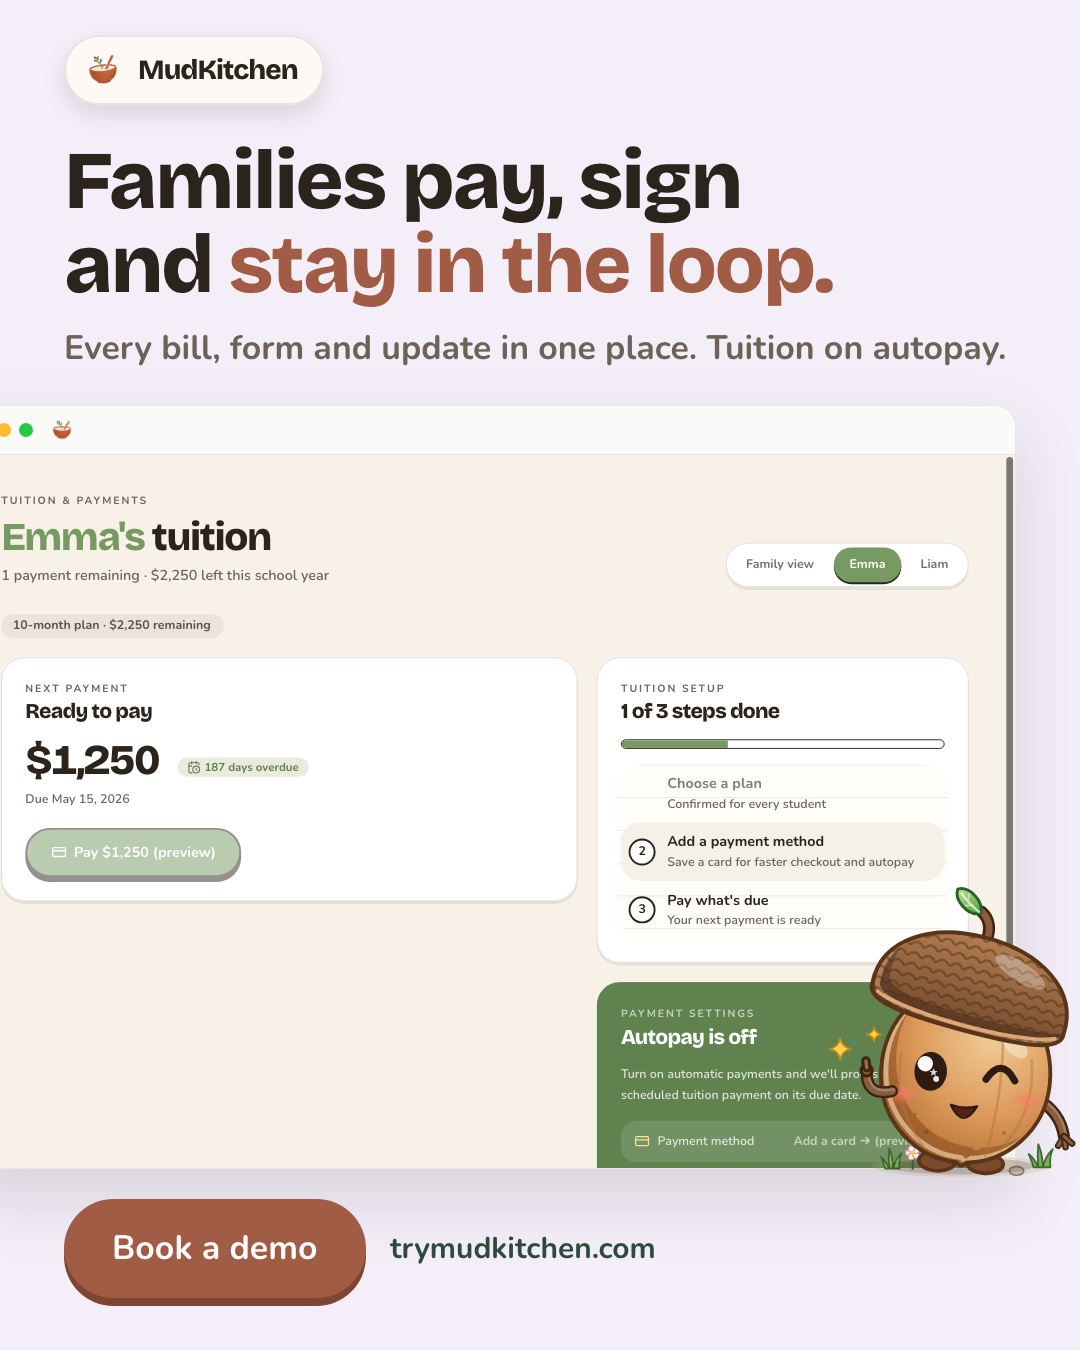 MudKitchen
Families pay, sign
and stay in the loop.
Every bill, form and update in one place. Tuition on autopay.
TUITION & PAYMENTS
Emma's tuition
1 payment remaining · $2,250 left this school year
Family view
Emma
Liam
10-month plan · $2,250 remaining
NEXT PAYMENT
Ready to pay
$1,250
187 days overdue
Due May 15, 2026
Pay $1,250 (preview)
TUITION SETUP
1 of 3 steps done
Choose a plan
Confirmed for every student
2
Add a payment method
Save a card for faster checkout and autopay
3
Pay what's due
Your next payment is ready
PAYMENT SETTINGS
Autopay is off
Turn on automatic payments and we'll
scheduled tuition payment on its due date.
Payment method
Add a card →
Book a demo
trymudkitchen.com